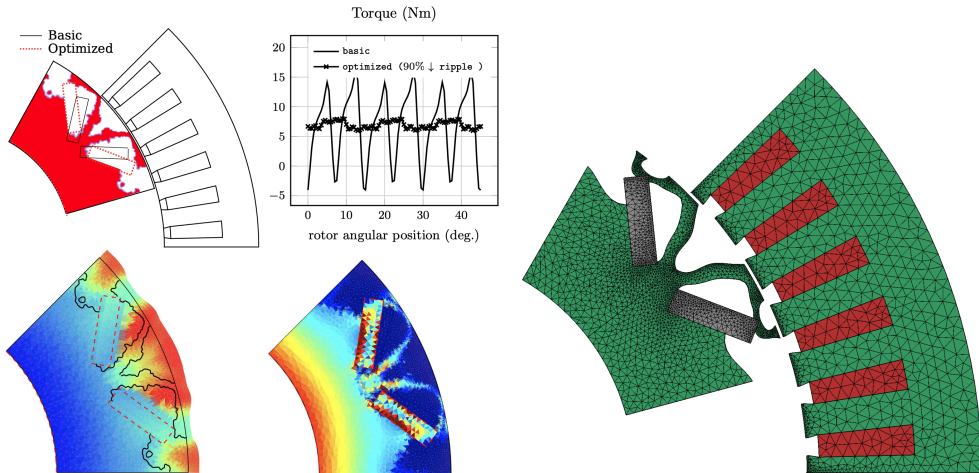 Basic
Optimized
Torque (Nm)
20
15
10
5
0
−5
basic
optimized (90% ↓ ripple )
0 10 20 30 40
rotor angular position (deg.)